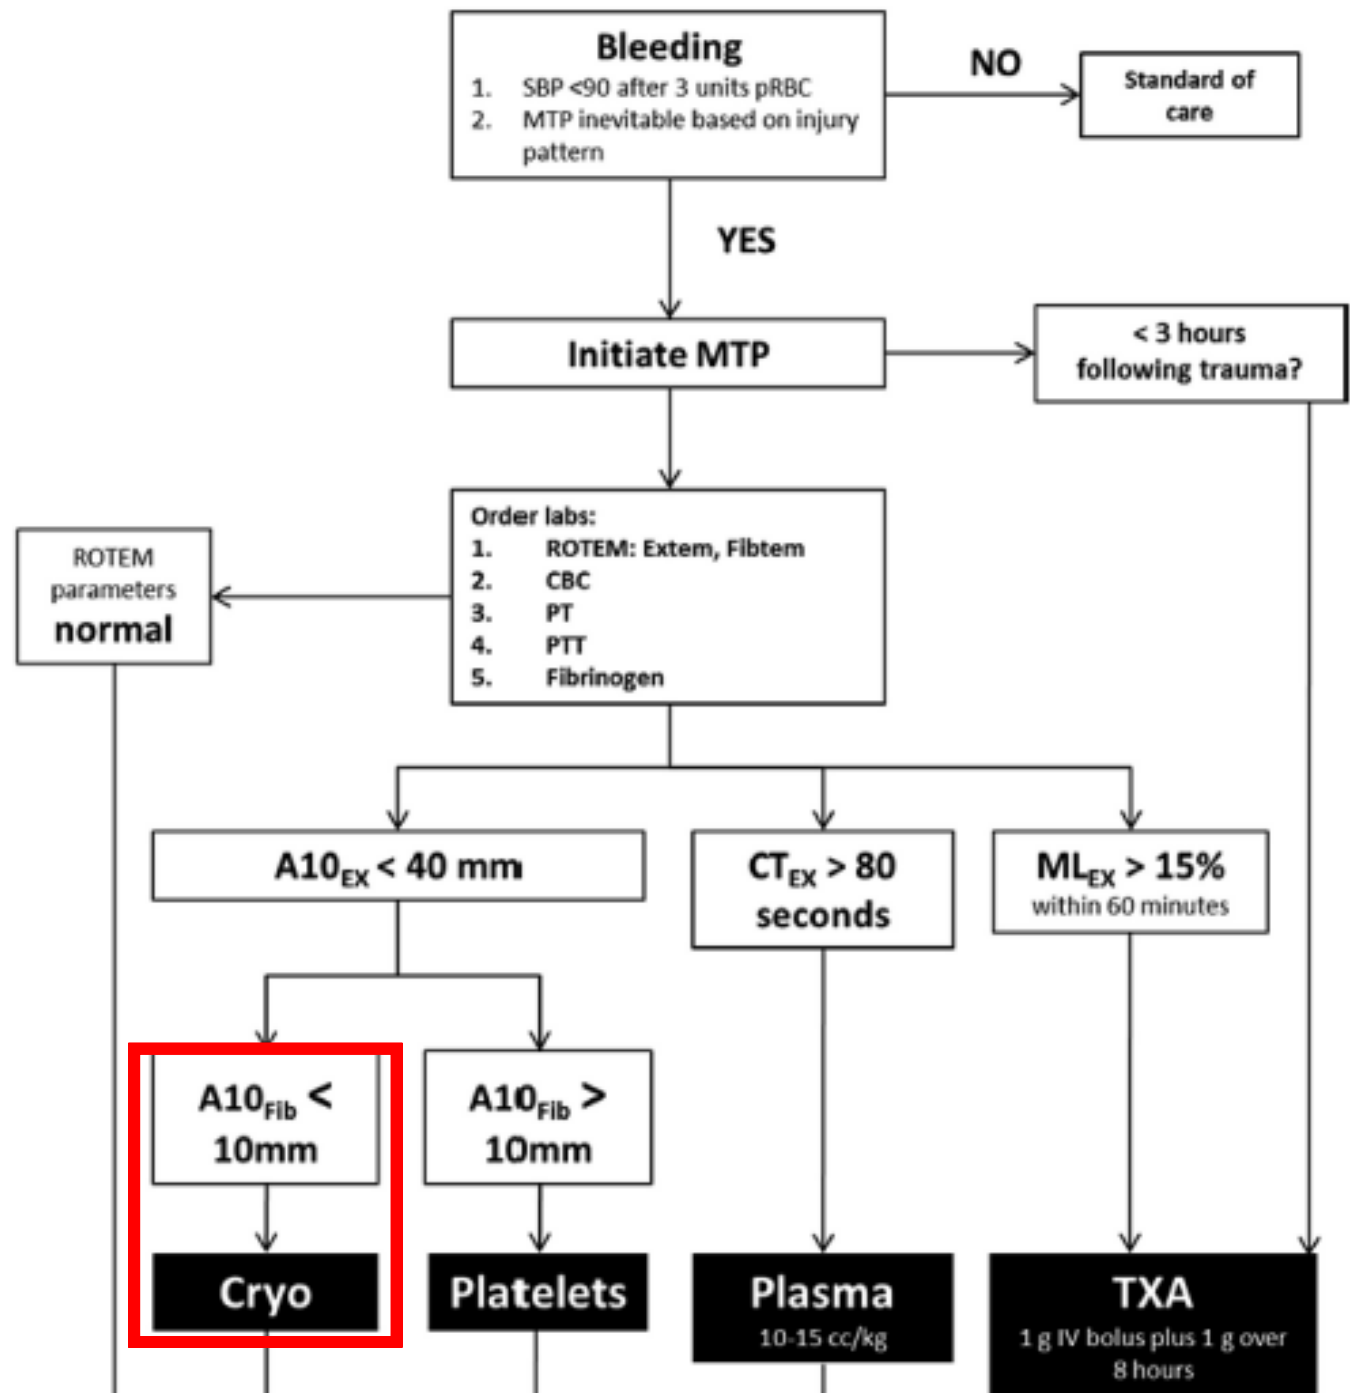 Bleeding
1. SBP <90 after 3 units pRBC
2. MTP inevitable based on injury
pattern
NO
Standard of
care
YES
Initiate MTP
< 3 hours
following trauma?
Order labs:
1. ROTEM: Extem, Fibtem
2. CBC
3. PT
4. PTT
5. Fibrinogen
ROTEM
parameters
normal
A10EX < 40 mm
CTEX > 80
seconds
MLEX > 15%
within 60 minutes
A10Fib <
10mm
A10Fib >
10mm
Cryo
Platelets
Plasma
10-15 cc/kg
TXA
1 g IV bolus plus 1 g over
8 hours